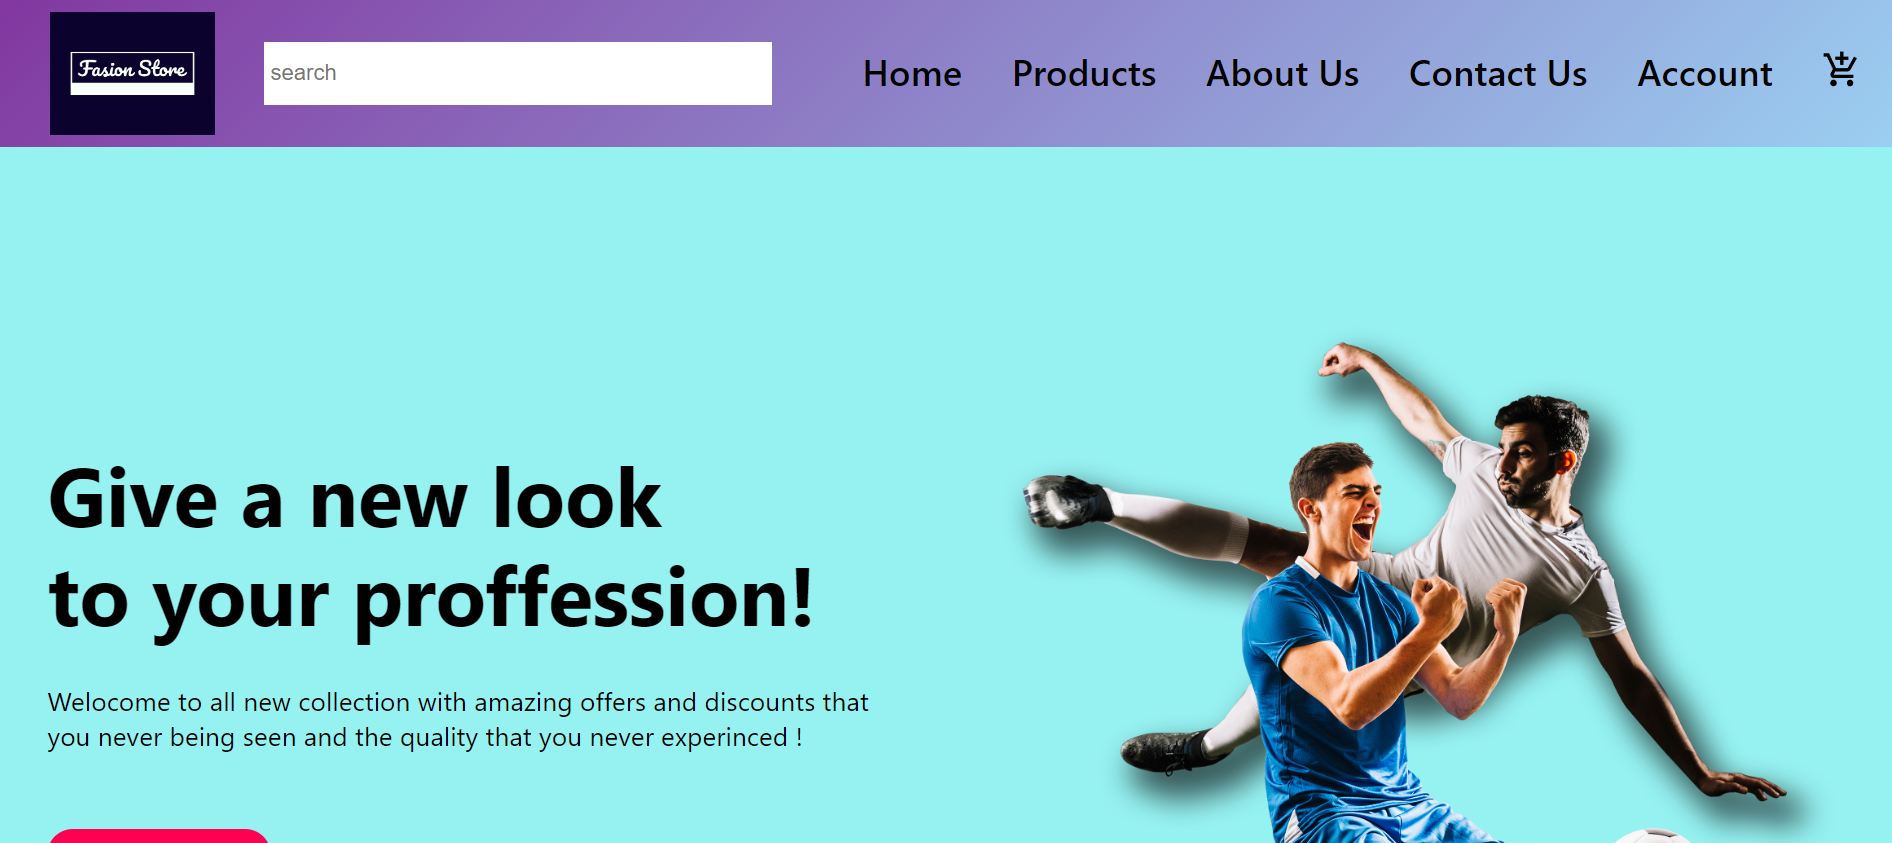 Fasion Store
search
Home
Products
About Us
Contact Us
Account
Give a new look
to your proffession!
Welocome to all new collection with amazing offers and discounts that
you never being seen and the quality that you never experinced !